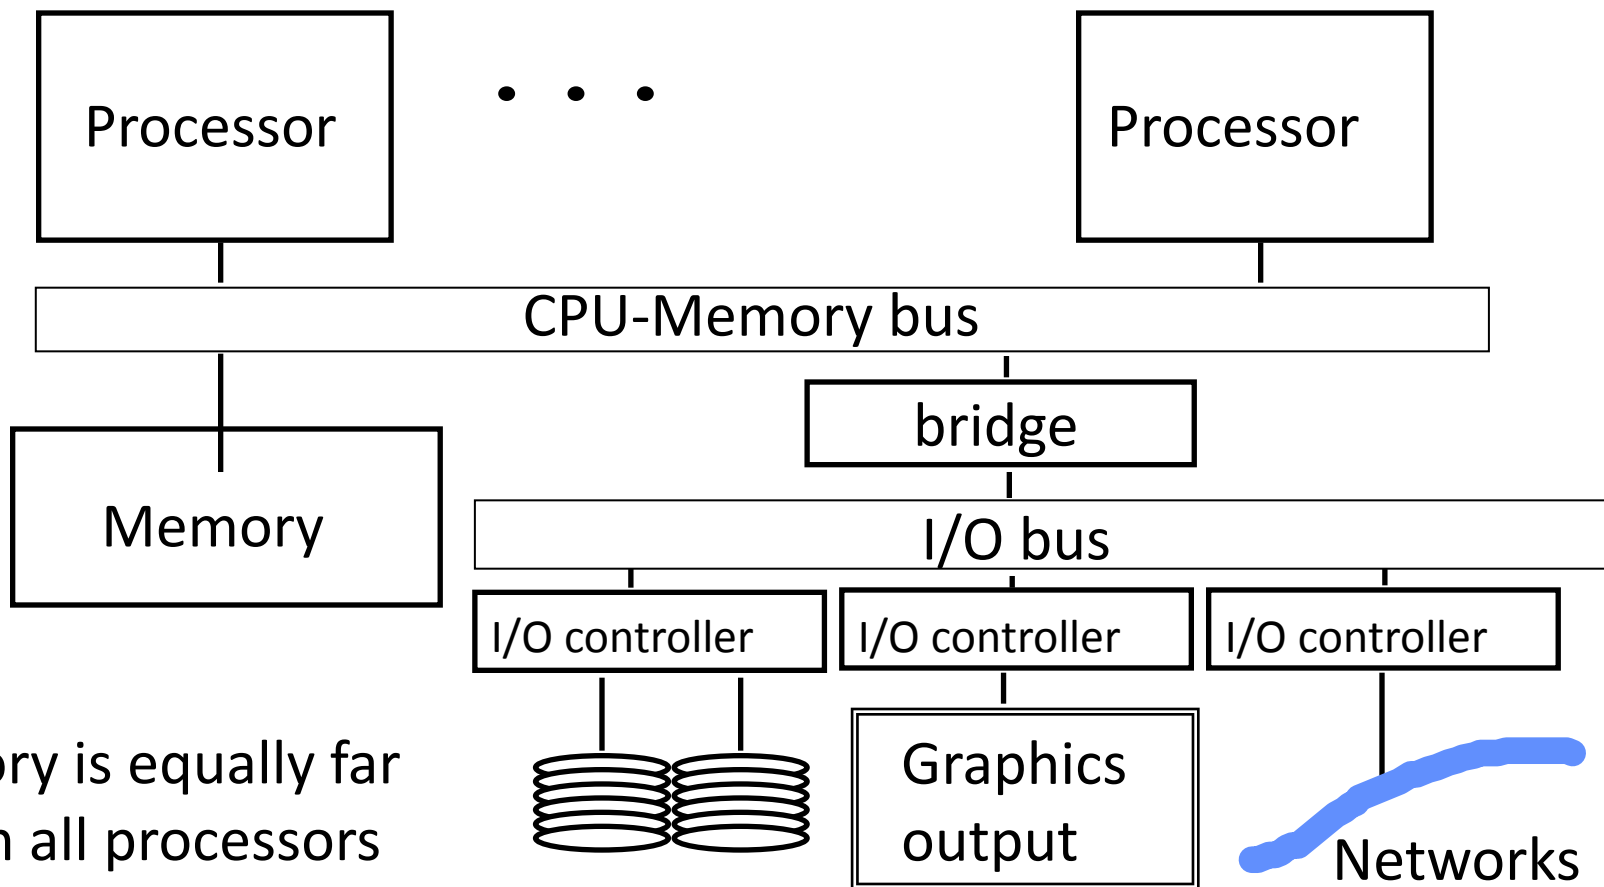 Processor
Processor
CPU-Memory bus
bridge
Memory
I/O bus
I/O controller
I/O controller
I/O controller
is equally far
all processors
Graphics
output
Networks